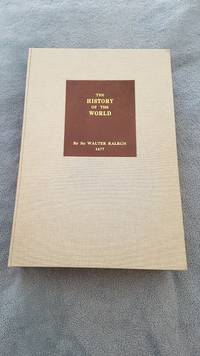 THE
HISTORY
OF THE
WORLD
By Sir WALTER RALEGH
1677